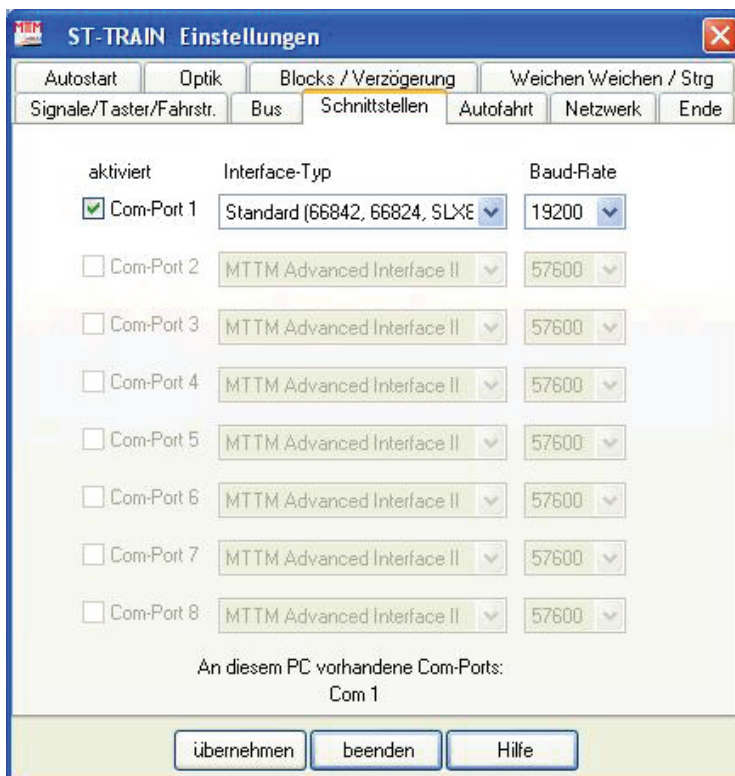 MTTM ST-TRAIN Einstellungen
Autostart Optik Blocks / Verzögerung Weichen Weichen / Strg
Signale/Taster/Fahrstr. Bus Schnittstellen Autofahrt Netzwerk Ende
aktiviert Interface-Typ Baud-Rate
Com-Port 1 Standard (66842, 66824, SLX8 19200
Com-Port 2 MTTM Advanced Interface II 57600
Com-Port 3 MTTM Advanced Interface II 57600
Com-Port 4 MTTM Advanced Interface II 57600
Com-Port 5 MTTM Advanced Interface II 57600
Com-Port 6 MTTM Advanced Interface II 57600
Com-Port 7 MTTM Advanced Interface II 57600
Com-Port 8 MTTM Advanced Interface II 57600
An diesem PC vorhandene Com-Ports:
Com 1
übernehmen beenden Hilfe